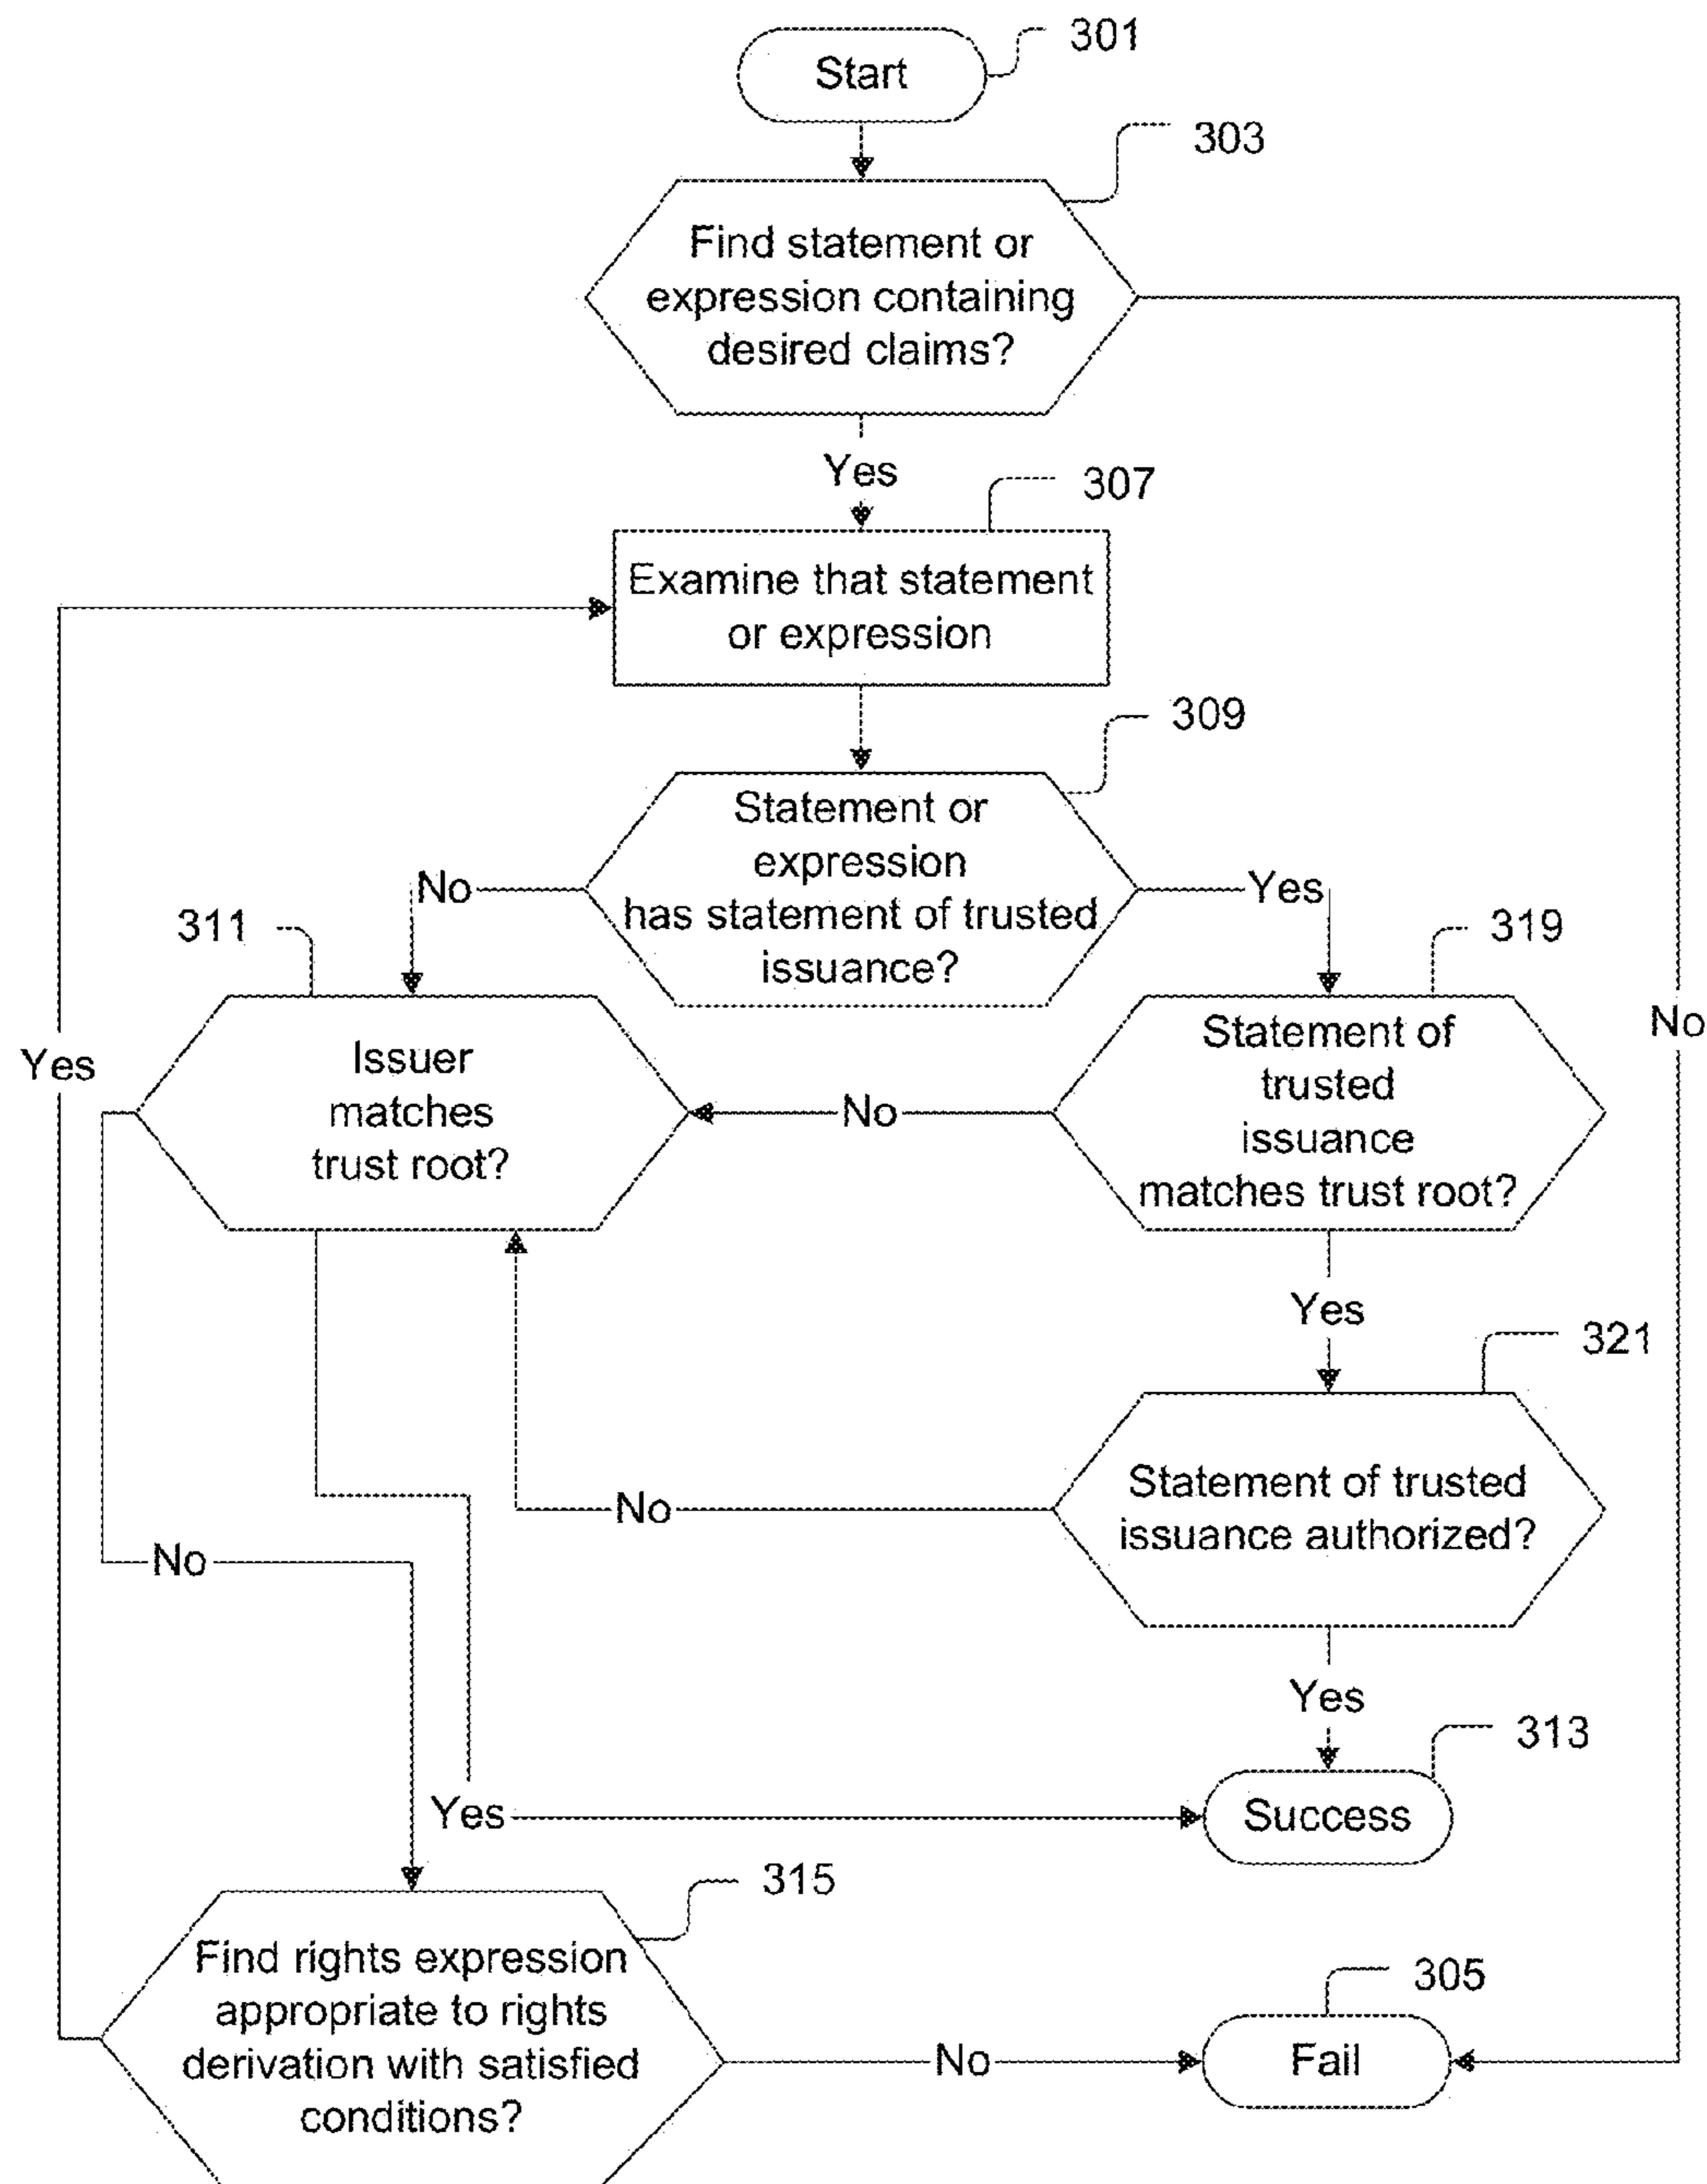 Start
301
303
Find statement or
expression containing
desired claims?
Yes
307
Examine that statement
or expression
309
Statement or
expression
has statement of trusted
issuance?
No
Yes
311
319
Issuer
matches
trust root?
Statement of
trusted
issuance
matches trust root?
No
Yes
No
Yes
321
Statement of trusted
issuance authorized?
No
No
Yes
313
Success
Yes
315
Find rights expression
appropriate to rights
derivation with satisfied
conditions?
No
305
Fail